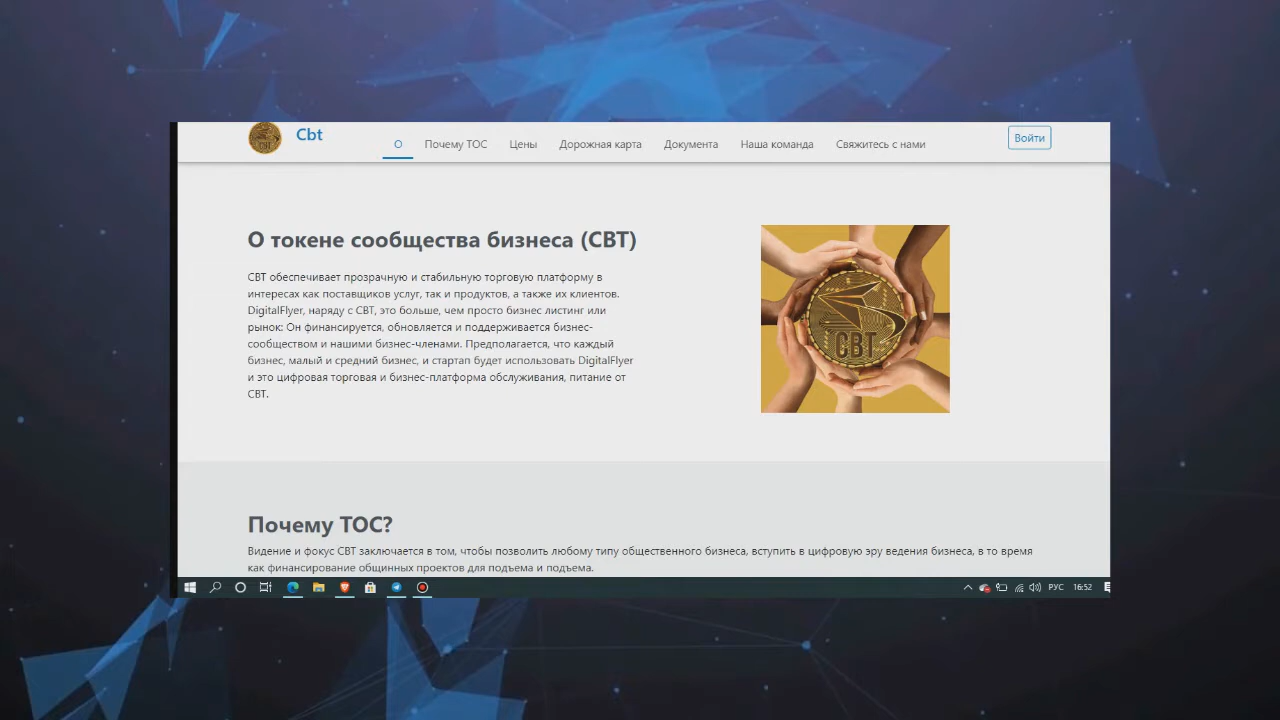 Cbt
О
Почему ТОС
Цены
Дорожная карта
Документа
Наша команда
Свяжитесь с нами
Войти
О токене сообщества бизнеса (CBT)
CBT обеспечивает прозрачную и стабильную торговую платформу в
интересах как поставщиков услуг, так и продуктов, а также их клиентов.
DigitalFlyer, наряду с CBT, это больше, чем просто бизнес листинг или
рынок: Он финансируется, обновляется и поддерживается бизнес-
сообществом и нашими бизнес-членами. Предполагается, что каждый
бизнес, малый и средний бизнес, и стартап будет использовать DigitalFlyer
и это цифровая торговая и бизнес-платформа обслуживания, питание от
CBT.
CBT
Почему ТОС?
Видение и фокус CBT заключается в том, чтобы позволить любому типу общественного бизнеса, вступить в цифровую эру ведения бизнеса, в то время
как финансирование общинных проектов для подъема и подъема.
РУС
16:52